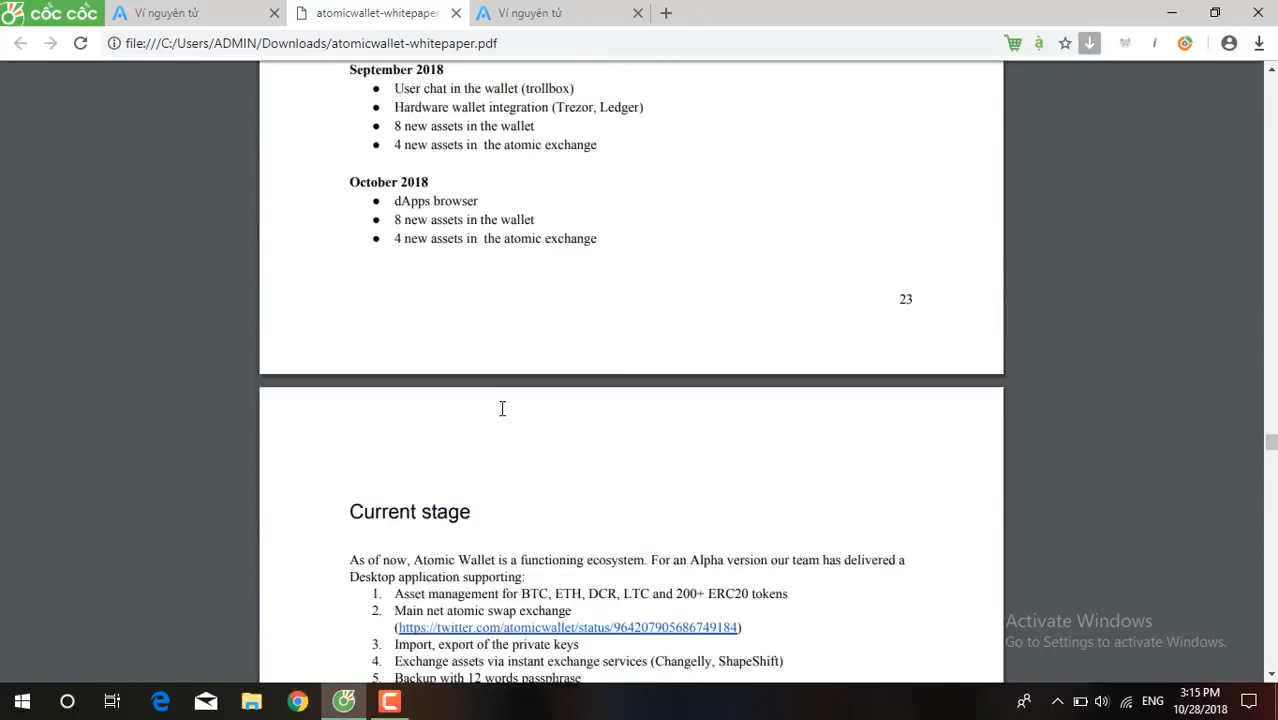 cốc cốc
Ví nguyên tử
atomicwallet-whitepaper
Ví nguyên tử
file:///C:/Users/ADMIN/Downloads/atomicwallet-whitepaper.pdf
September 2018
● User chat in the wallet (trollbox)
● Hardware wallet integration (Trezor, Ledger)
● 8 new assets in the wallet
● 4 new assets in the atomic exchange
October 2018
● dApps browser
● 8 new assets in the wallet
● 4 new assets in the atomic exchange
23
Current stage
As of now, Atomic Wallet is a functioning ecosystem. For an Alpha version our team has delivered a
Desktop application supporting:
1. Asset management for BTC, ETH, DCR, LTC and 200+ ERC20 tokens
2. Main net atomic swap exchange
(https://twitter.com/atomicwallet/status/964207905686749184)
3. Import, export of the private keys
4. Exchange assets via instant exchange services (Changelly, ShapeShift)
5. Backup with 12 words passphrase
Activate Windows
Go to Settings to activate Windows.
ENG
3:15 PM
10/28/2018